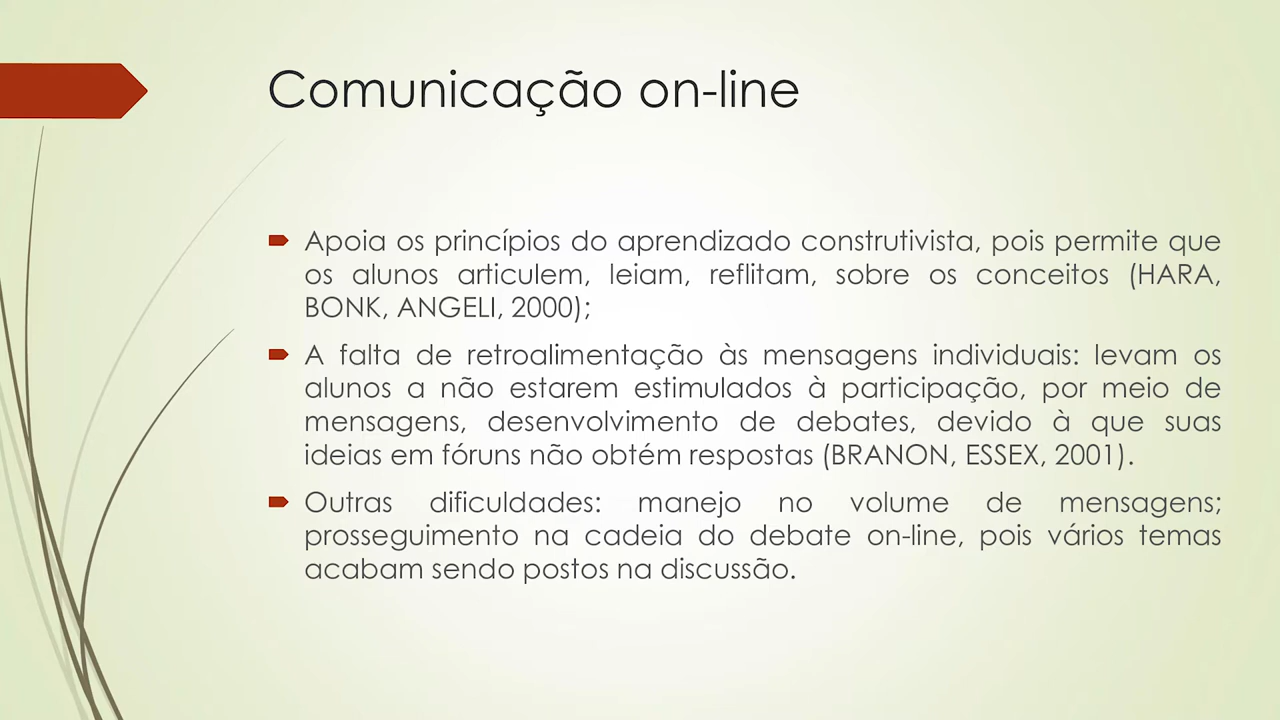 Comunicação on-line
Apoia os princípios do aprendizado construtivista, pois permite que
os alunos articulem, leiam, reflitam, sobre os conceitos (HARA,
BONK, ANGELI, 2000);
A falta de retroalimentação às mensagens individuais: levam os
alunos a não estarem estimulados à participação, por meio de
mensagens, desenvolvimento de debates, devido à que suas
ideias em fóruns não obtém respostas (BRANON, ESSEX, 2001).
Outras dificuldades: manejo no volume de mensagens;
prosseguimento na cadeia do debate on-line, pois vários temas
acabam sendo postos na discussão.